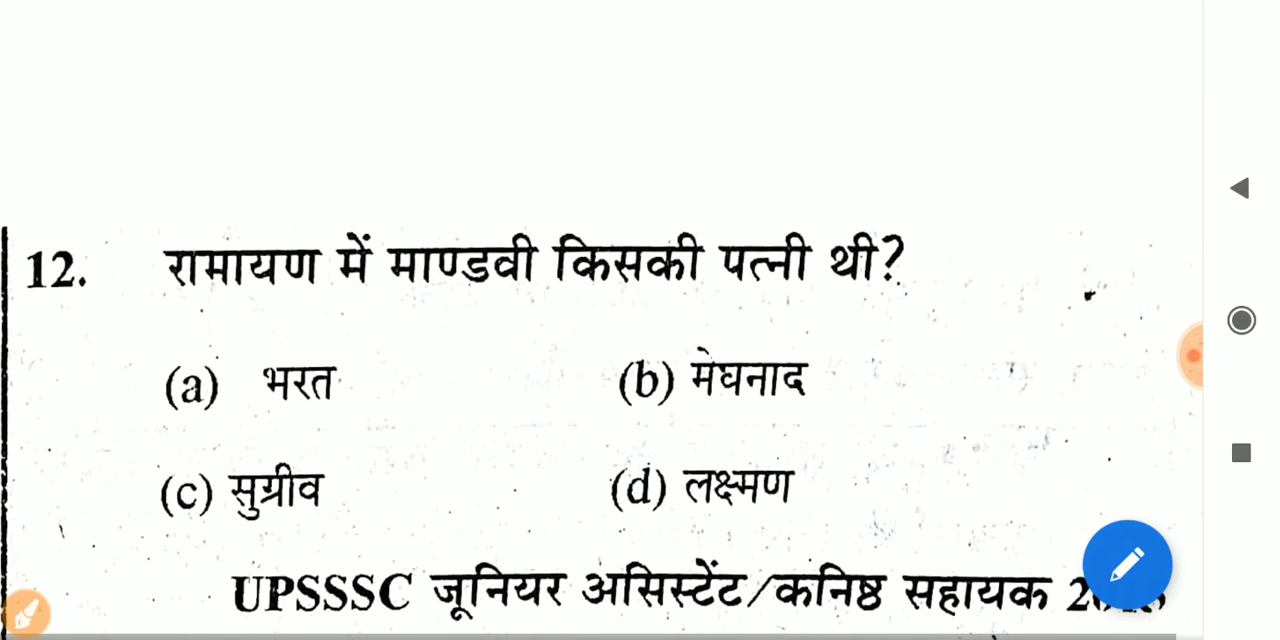 12. रामायण में माण्डवी किसकी पत्नी थी?
(a) भरत (b) मेघनाद
(c) सुग्रीव (d) लक्ष्मण
UPSSSC जूनियर असिस्टेंट/कनिष्ठ सहायक